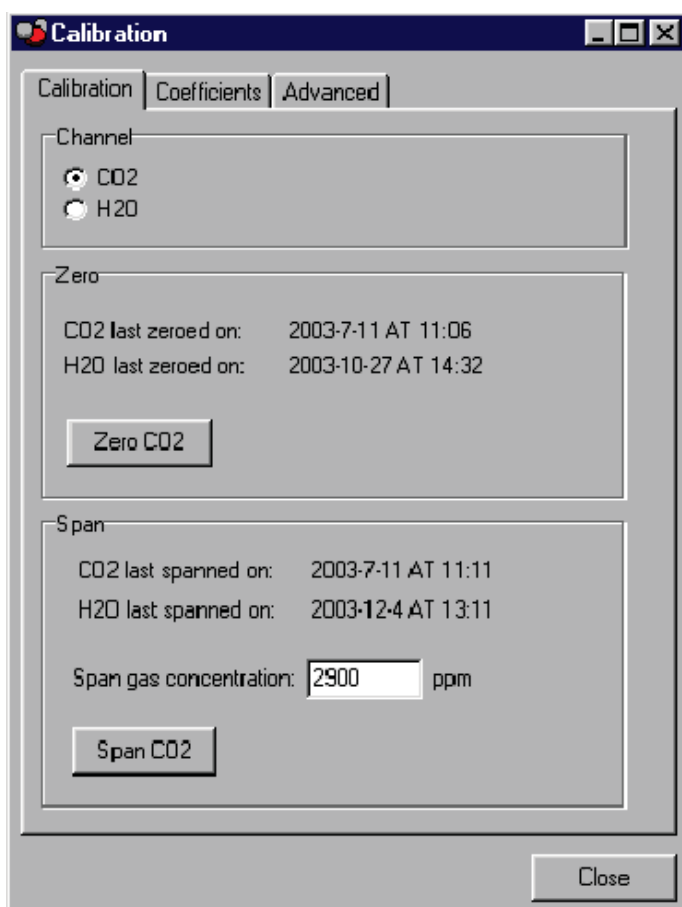 Calibration
Calibration Coefficients Advanced
Channel
CO2
H2O
Zero
CO2 last zeroed on: 2003-7-11 AT 11:06
H2O last zeroed on: 2003-10-27 AT 14:32
Zero CO2
Span
CO2 last spanned on: 2003-7-11 AT 11:11
H2O last spanned on: 2003-12-4 AT 13:11
Span gas concentration: 2900 ppm
Span CO2
Close